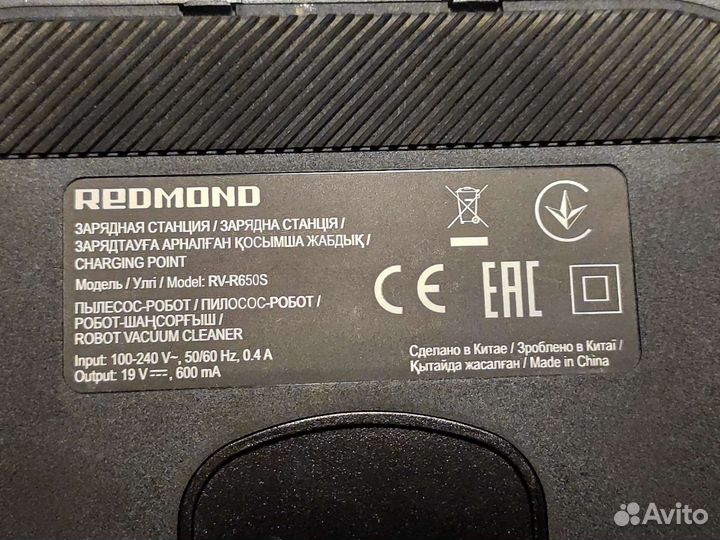 REDMOND
ЗАРЯДНАЯ СТАНЦИЯ / ЗАРЯДНА СТАНЦІЯ /
ЗАРЯДТАУҒА АРНАЛҒАН ҚОСЫМША ЖАБДЫҚ /
CHARGING POINT
Модель / Улгі / Model: RV-R650S
ПЫЛЕСОС-РОБОТ / ПИЛОСОС-РОБОТ /
РОБОТ-ШАҢСОРҒЫШ /
ROBOT VACUUM CLEANER
Input: 100-240 V~, 50/60 Hz, 0.4 A
Output: 19 V⎓, 600 mA
CE EAC
Сделано в Китае / Зроблено в Китаї /
Қытайда жасалған / Made in China
Avito